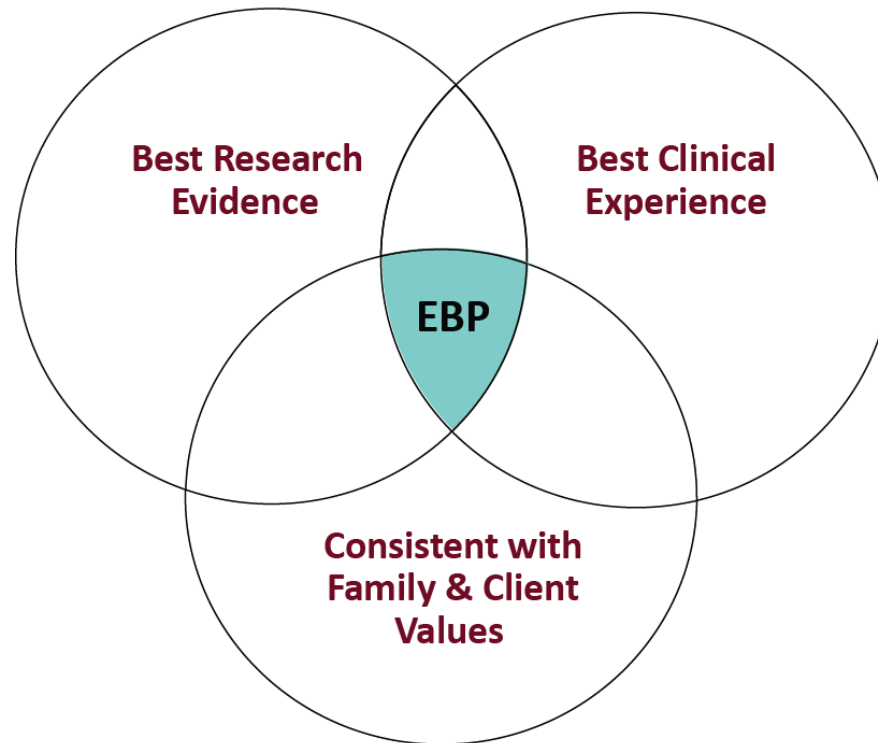 Best Research
Evidence
Best Clinical
Experience
EBP
Consistent with
Family & Client
Values